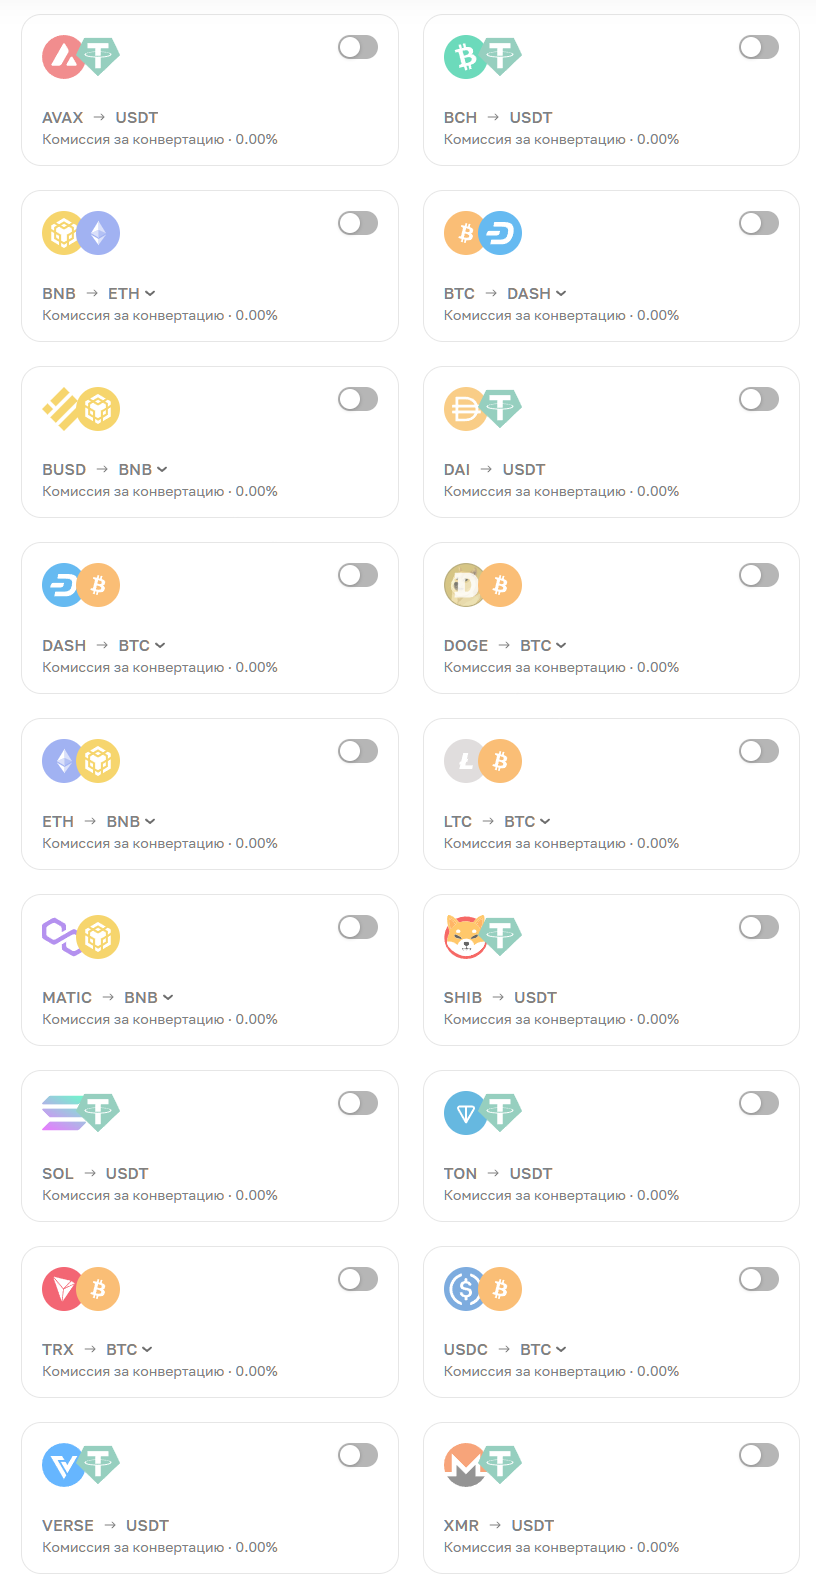 AVAX → USDT
Комиссия за конвертацию · 0.00%
BCH → USDT
Комиссия за конвертацию · 0.00%
BNB → ETH
Комиссия за конвертацию · 0.00%
BTC → DASH
Комиссия за конвертацию · 0.00%
BUSD → BNB
Комиссия за конвертацию · 0.00%
DAI → USDT
Комиссия за конвертацию · 0.00%
DASH → BTC
Комиссия за конвертацию · 0.00%
DOGE → BTC
Комиссия за конвертацию · 0.00%
ETH → BNB
Комиссия за конвертацию · 0.00%
LTC → BTC
Комиссия за конвертацию · 0.00%
MATIC → BNB
Комиссия за конвертацию · 0.00%
SHIB → USDT
Комиссия за конвертацию · 0.00%
SOL → USDT
Комиссия за конвертацию · 0.00%
TON → USDT
Комиссия за конвертацию · 0.00%
TRX → BTC
Комиссия за конвертацию · 0.00%
USDC → BTC
Комиссия за конвертацию · 0.00%
VERSE → USDT
Комиссия за конвертацию · 0.00%
XMR → USDT
Комиссия за конвертацию · 0.00%